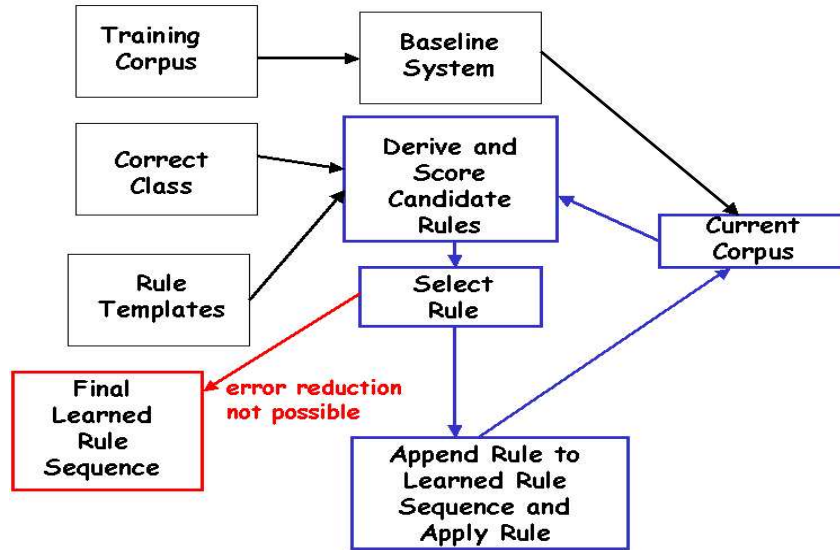 Training
Corpus
Baseline
System
Correct
Class
Derive and
Score
Candidate
Rules
Current
Corpus
Rule
Templates
Select
Rule
error reduction
not possible
Final
Learned
Rule
Sequence
Append Rule to
Learned Rule
Sequence and
Apply Rule